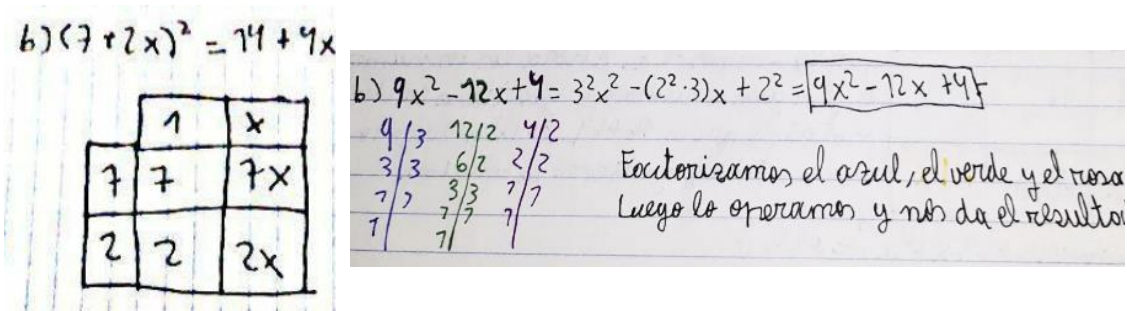 b) (7+2x)² = 14 + 4x
1 x
7 7 7x
2 2 2x
b) 9x² - 12x + 4 = 3²x² - (2²·3)x + 2² = 9x² - 12x + 4
9|3 12|2 4|2
3|3 6|2 2|2
1|1 3|3 1|1
1| 1|1 1|
1|
Factorizamos el azul, el verde y el rosa
Luego lo operamos y nos da el